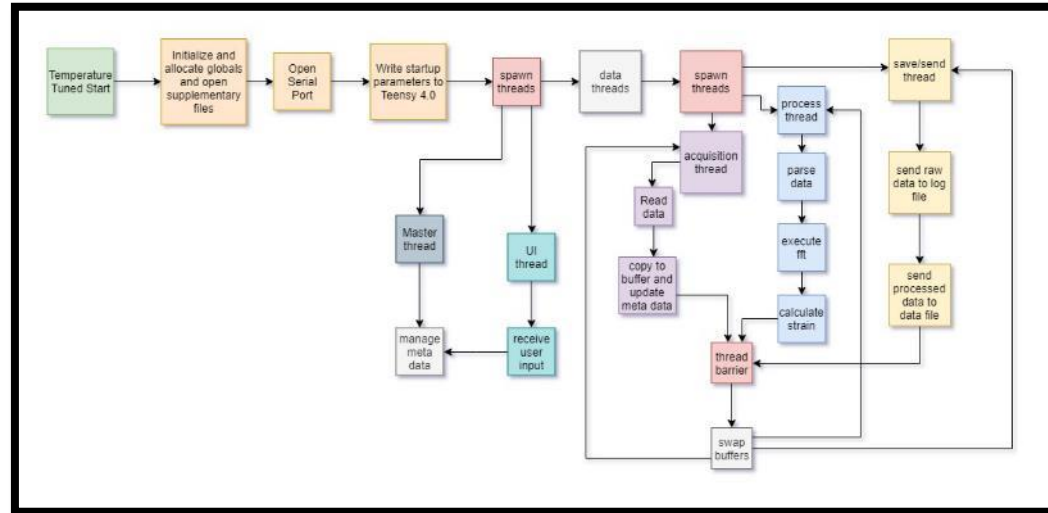 Temperature
Tuned Start
Initialize and
allocate globals
and open
supplementary
files
Open
Serial
Port
Write startup
parameters to
Teensy 4.0
spawn
threads
data
threads
spawn
threads
save/send
thread
process
thread
acquisition
thread
parse
data
send raw
data to log
file
Read
data
Master
thread
UI
thread
execute
fft
copy to
buffer and
update
meta data
send
processed
data to
data file
calculate
strain
manage
meta
data
receive
user
input
thread
barrier
swap
buffers